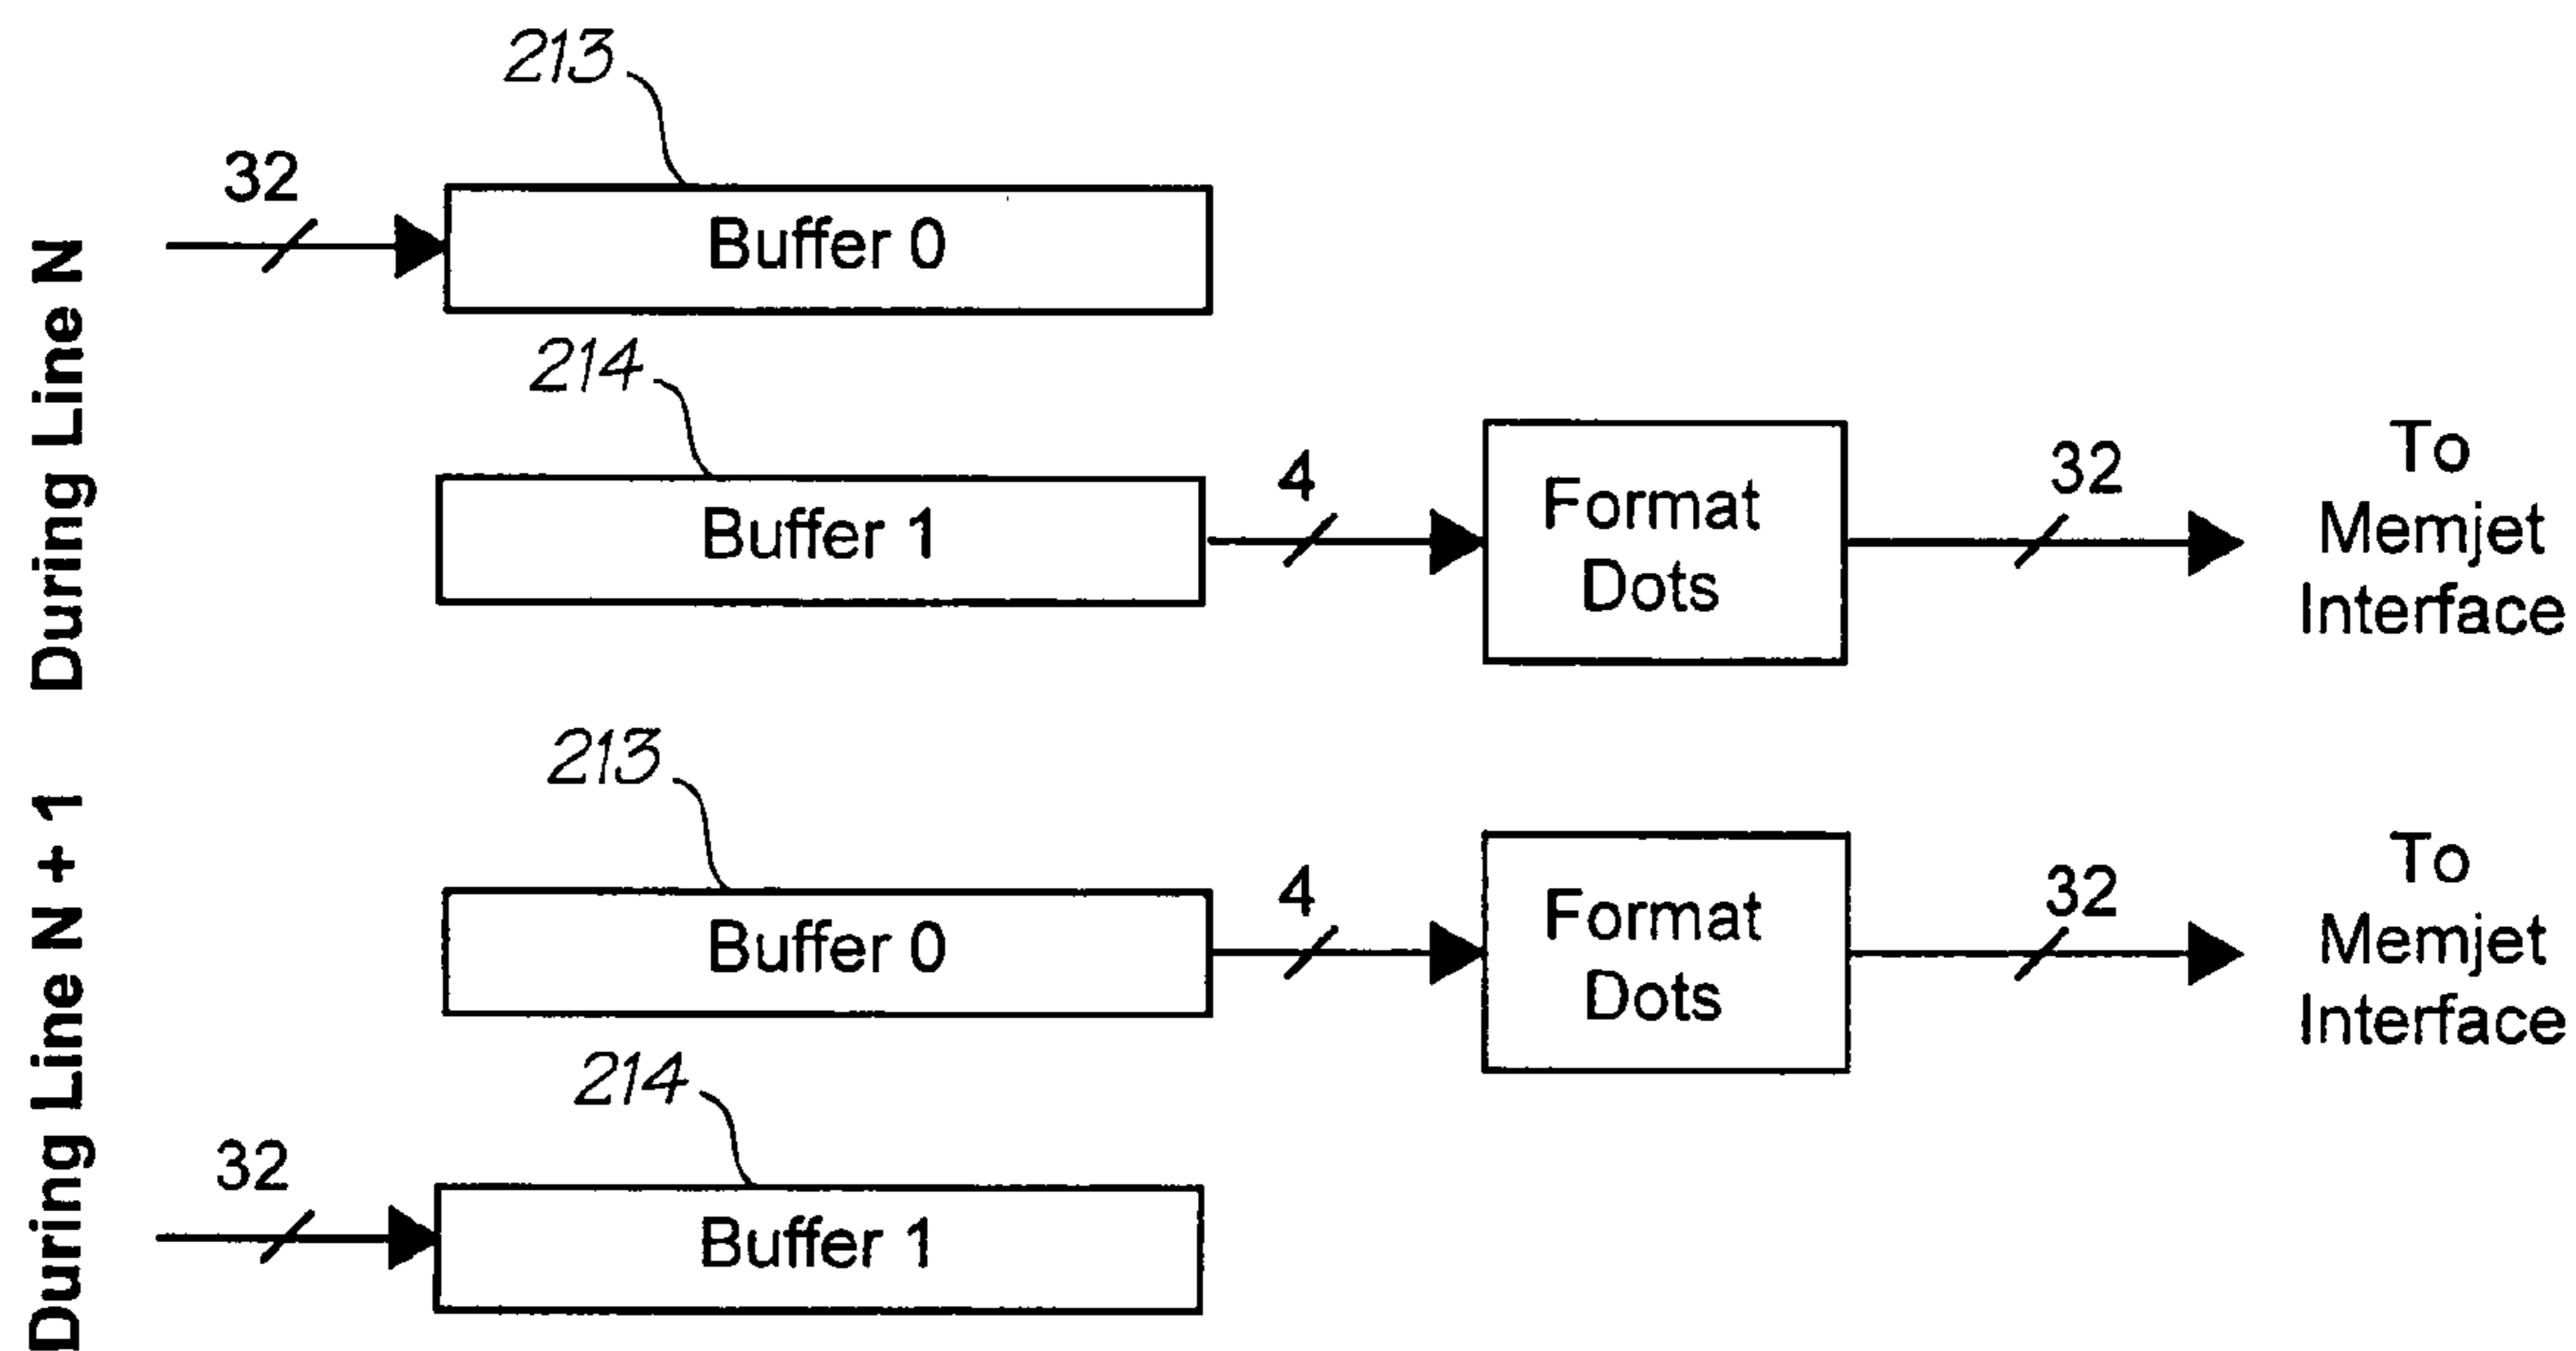 During Line N
213
32
Buffer 0
214
Buffer 1
4
Format
Dots
32
To
Memjet
Interface
During Line N + 1
213
Buffer 0
4
Format
Dots
32
To
Memjet
Interface
214
32
Buffer 1